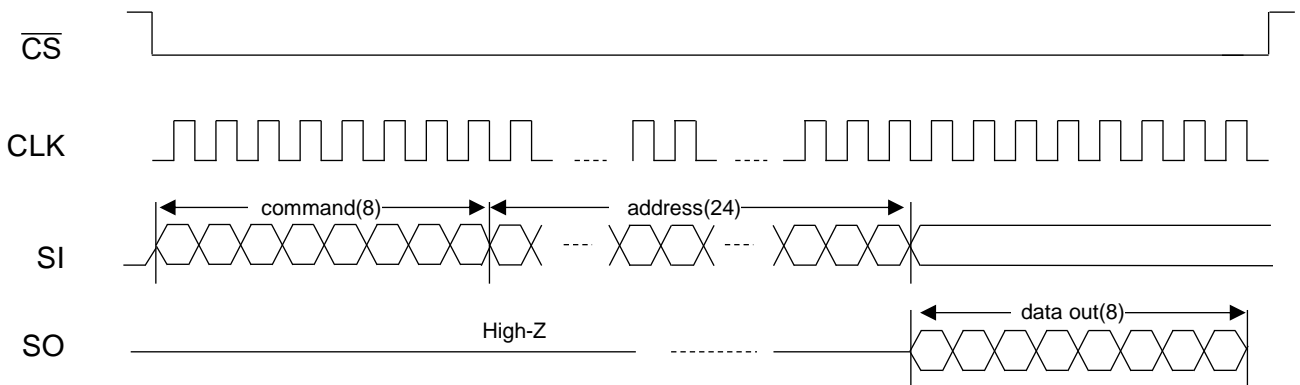 CS
CLK
command(8)
address(24)
SI
data out(8)
High-Z
SO